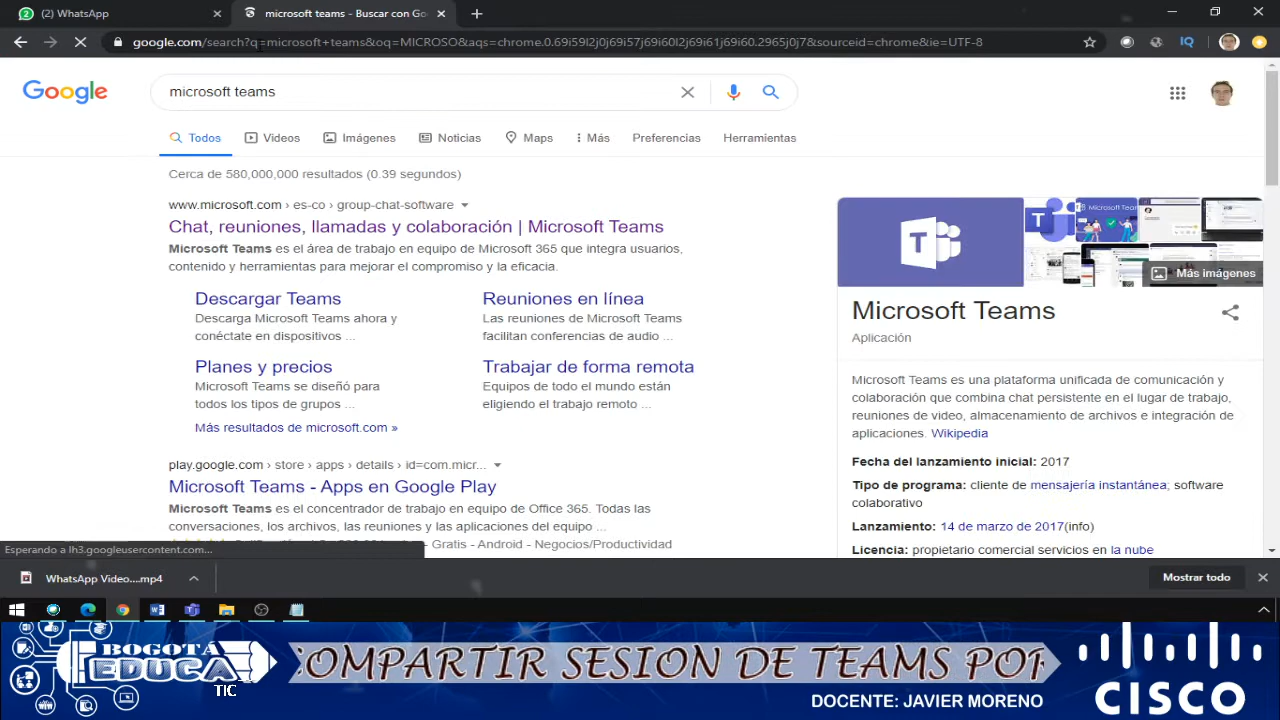 (2) WhatsApp
microsoft teams - Buscar con Go
google.com/search?q=microsoft+teams&oq=MICROSO&aqs=chrome.0.69i59l2j0j69i57j69i60l2j69i61j69i60.2965j0j7&sourceid=chrome&ie=UTF-8
IQ
Google
microsoft teams
Todos
Videos
Imágenes
Noticias
Maps
Más
Preferencias
Herramientas
Cerca de 580,000,000 resultados (0.39 segundos)
www.microsoft.com › es-co › group-chat-software
Chat, reuniones, llamadas y colaboración | Microsoft Teams
Microsoft Teams es el área de trabajo en equipo de Microsoft 365 que integra usuarios,
contenido y herramientas para mejorar el compromiso y la eficacia.
Descargar Teams
Descarga Microsoft Teams ahora y
conéctate en dispositivos ...
Reuniones en línea
Las reuniones de Microsoft Teams
facilitan conferencias de audio ...
Planes y precios
Microsoft Teams se diseñó para
todos los tipos de grupos ...
Trabajar de forma remota
Equipos de todo el mundo están
eligiendo el trabajo remoto ...
Más resultados de microsoft.com »
play.google.com › store › apps › details › id=com.micr...
Microsoft Teams - Apps en Google Play
Microsoft Teams es el concentrador de trabajo en equipo de Office 365. Todas las
conversaciones, los archivos, las reuniones y las aplicaciones del equipo ...
- Gratis - Android - Negocios/Productividad
Más imágenes
Microsoft Teams
Aplicación
Microsoft Teams es una plataforma unificada de comunicación y
colaboración que combina chat persistente en el lugar de trabajo,
reuniones de video, almacenamiento de archivos e integración de
aplicaciones. Wikipedia
Fecha del lanzamiento inicial: 2017
Tipo de programa: cliente de mensajería instantánea; software
colaborativo
Lanzamiento: 14 de marzo de 2017(info)
Licencia: propietario comercial servicios en la nube
Esperando a lh3.googleusercontent.com...
WhatsApp Video....mp4
Mostrar todo
BOGOTA
EDUCA
TIC
COMPARTIR SESION DE TEAMS POR
DOCENTE: JAVIER MORENO
CISCO